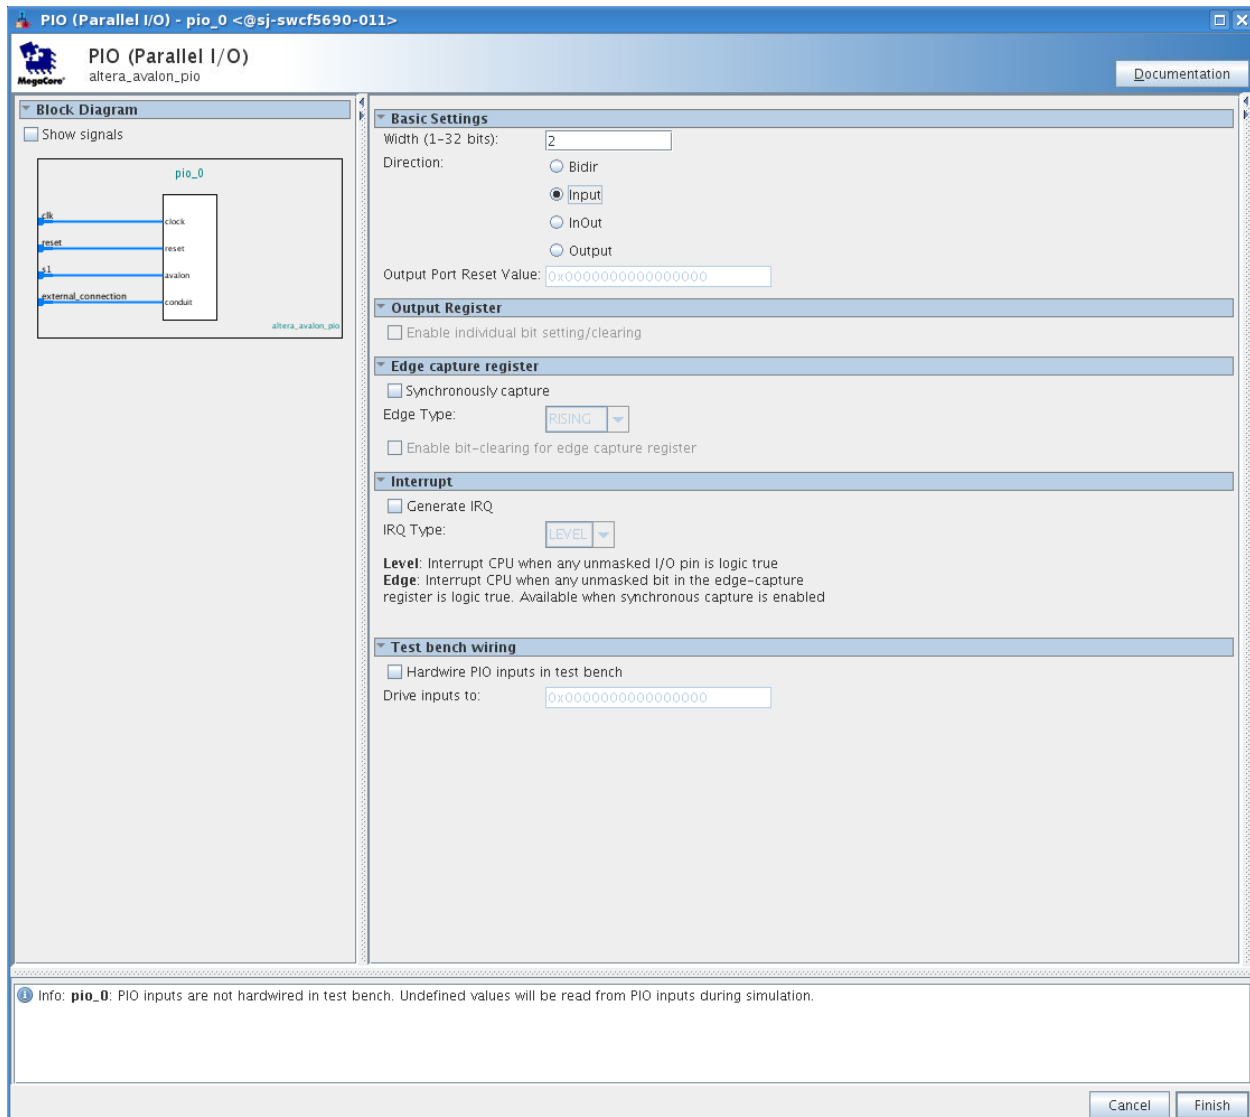 PIO (Parallel I/O) - pio_0 <@sj-swcf5690-011>
PIO (Parallel I/O)
altera_avalon_pio
MegaCore®
Documentation
Block Diagram
Show signals
pio_0
clk
clock
reset
reset
s1
avalon
external_connection
conduit
altera_avalon_pio
Basic Settings
Width (1-32 bits): 2
Direction:
Bidir
Input
InOut
Output
Output Port Reset Value: 0x0000000000000000
Output Register
Enable individual bit setting/clearing
Edge capture register
Synchronously capture
Edge Type: RISING
Enable bit-clearing for edge capture register
Interrupt
Generate IRQ
IRQ Type: LEVEL
Level: Interrupt CPU when any unmasked I/O pin is logic true
Edge: Interrupt CPU when any unmasked bit in the edge-capture
register is logic true. Available when synchronous capture is enabled
Test bench wiring
Hardwire PIO inputs in test bench
Drive inputs to: 0x0000000000000000
Info: pio_0: PIO inputs are not hardwired in test bench. Undefined values will be read from PIO inputs during simulation.
Cancel
Finish